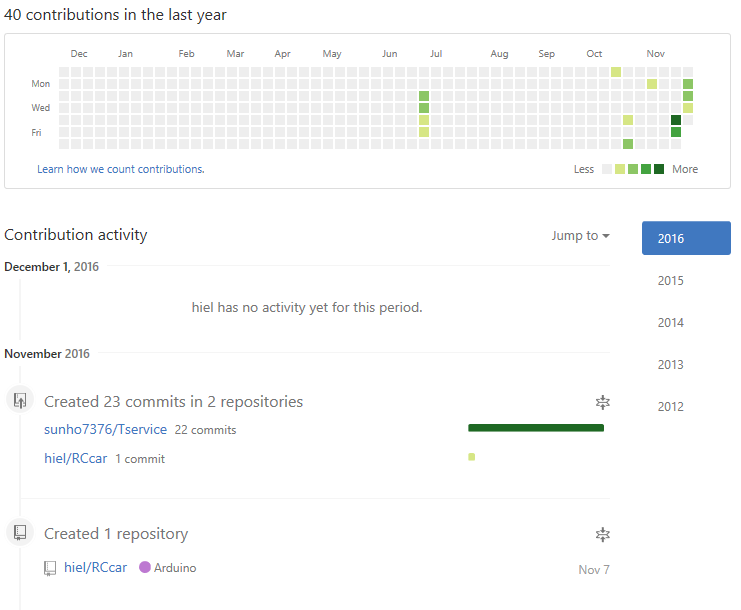 40 contributions in the last year
Dec Jan Feb Mar Apr May Jun Jul Aug Sep Oct Nov
Mon
Wed
Fri
Learn how we count contributions. Less More
Contribution activity Jump to 2016
December 1, 2016
2015
hiel has no activity yet for this period.
2014
November 2016
2013
Created 23 commits in 2 repositories 2012
sunho7376/Tservice 22 commits
hiel/RCcar 1 commit
Created 1 repository
hiel/RCcar Arduino Nov 7